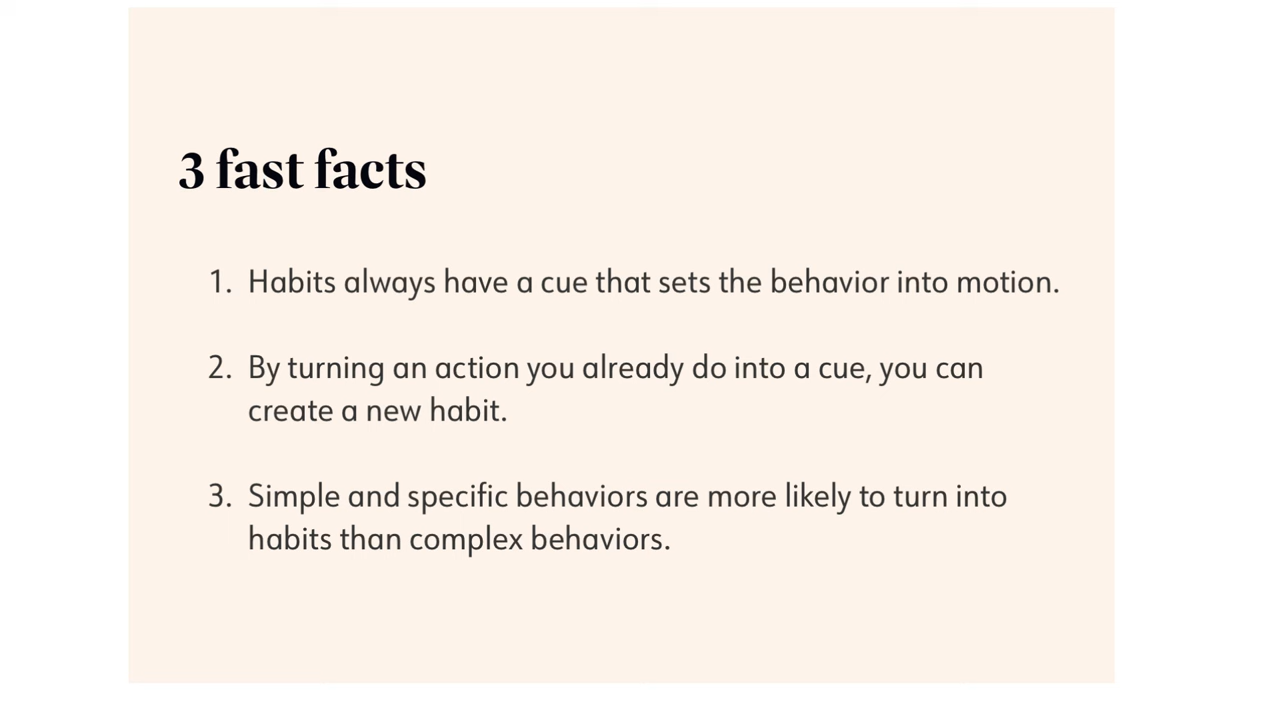 3 fast facts
1. Habits always have a cue that sets the behavior into motion.
2. By turning an action you already do into a cue, you can
create a new habit.
3. Simple and specific behaviors are more likely to turn into
habits than complex behaviors.